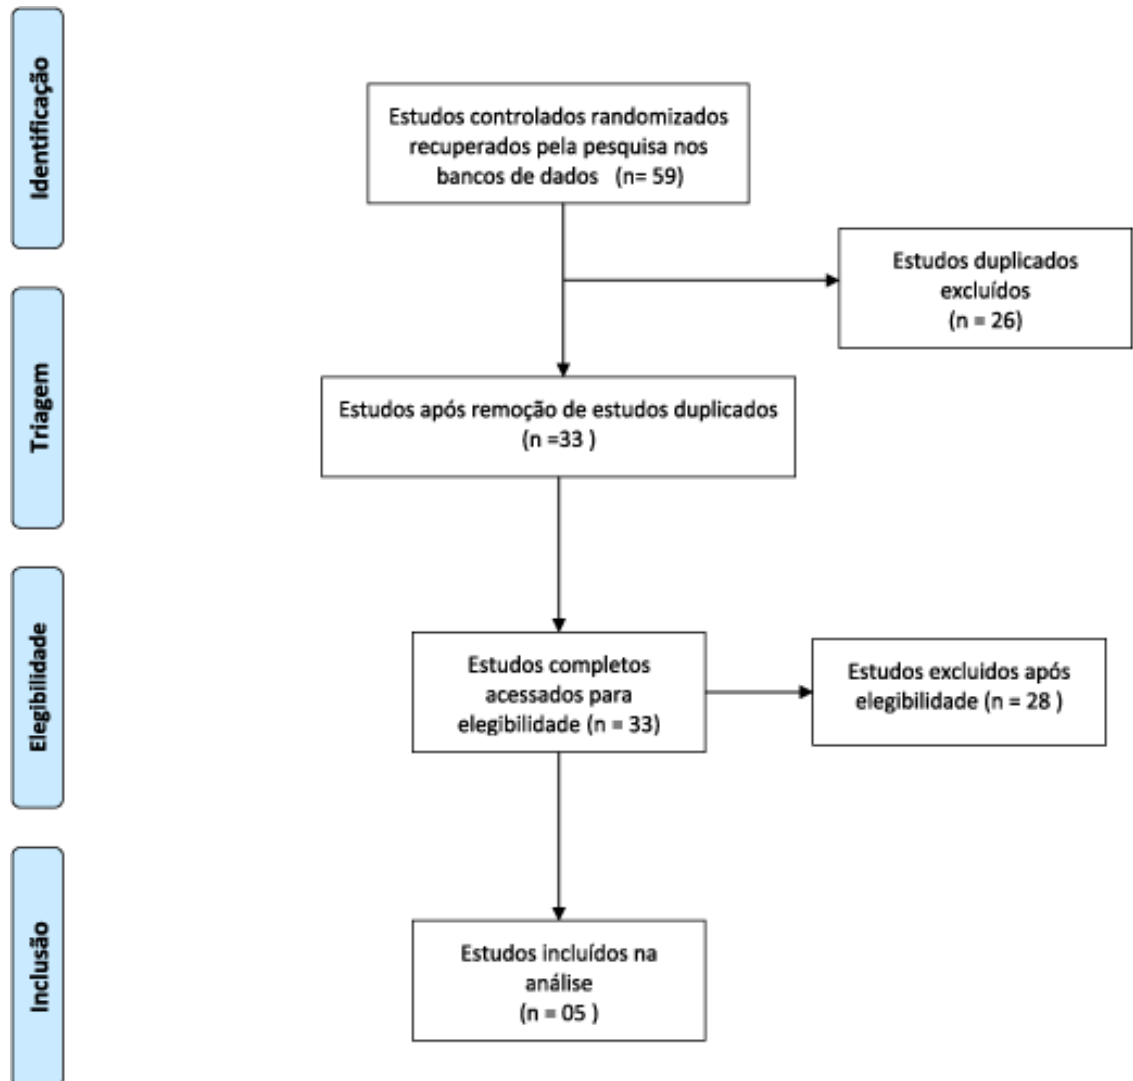 Identificação
Estudos controlados randomizados
recuperados pela pesquisa nos
bancos de dados (n= 59)
Estudos duplicados
excluídos
(n = 26)
Triagem
Estudos após remoção de estudos duplicados
(n =33 )
Elegibilidade
Estudos completos
acessados para
elegibilidade (n = 33)
Estudos excluidos após
elegibilidade (n = 28 )
Inclusão
Estudos incluídos na
análise
(n = 05 )